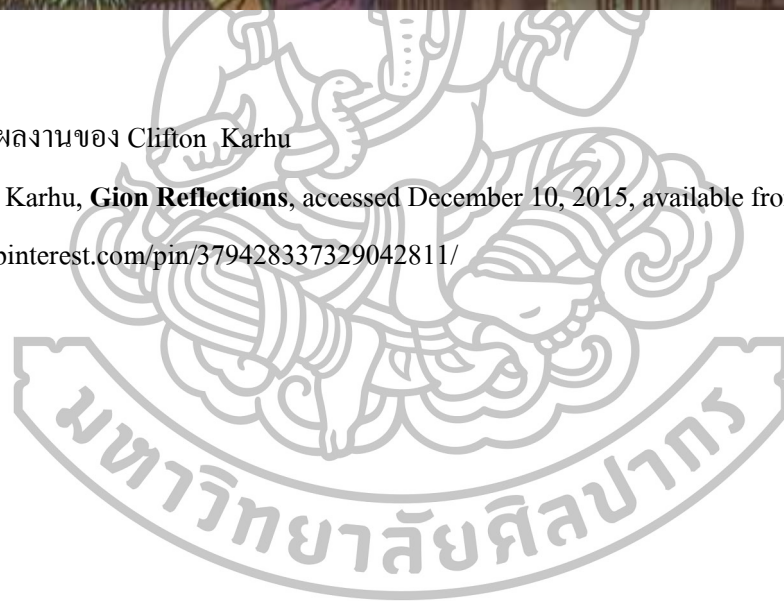 ผลงานของ Clifton Karhu
Karhu, Gion Reflections, accessed December 10, 2015, available fro
pinterest.com/pin/379428337329042811/
มหาวิทยาลัยศิลปากร